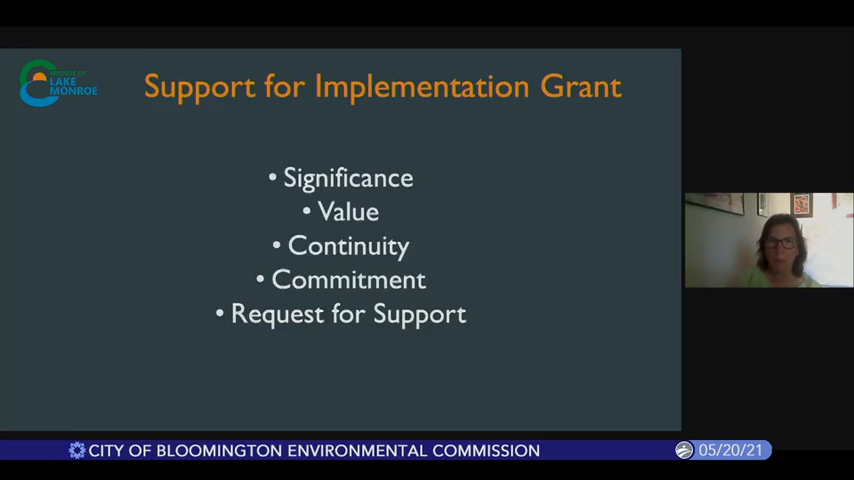 FRIENDS OF
LAKE
MONROE
Support for Implementation Grant
• Significance
• Value
• Continuity
• Commitment
• Request for Support
CITY OF BLOOMINGTON ENVIRONMENTAL COMMISSION
05/20/21